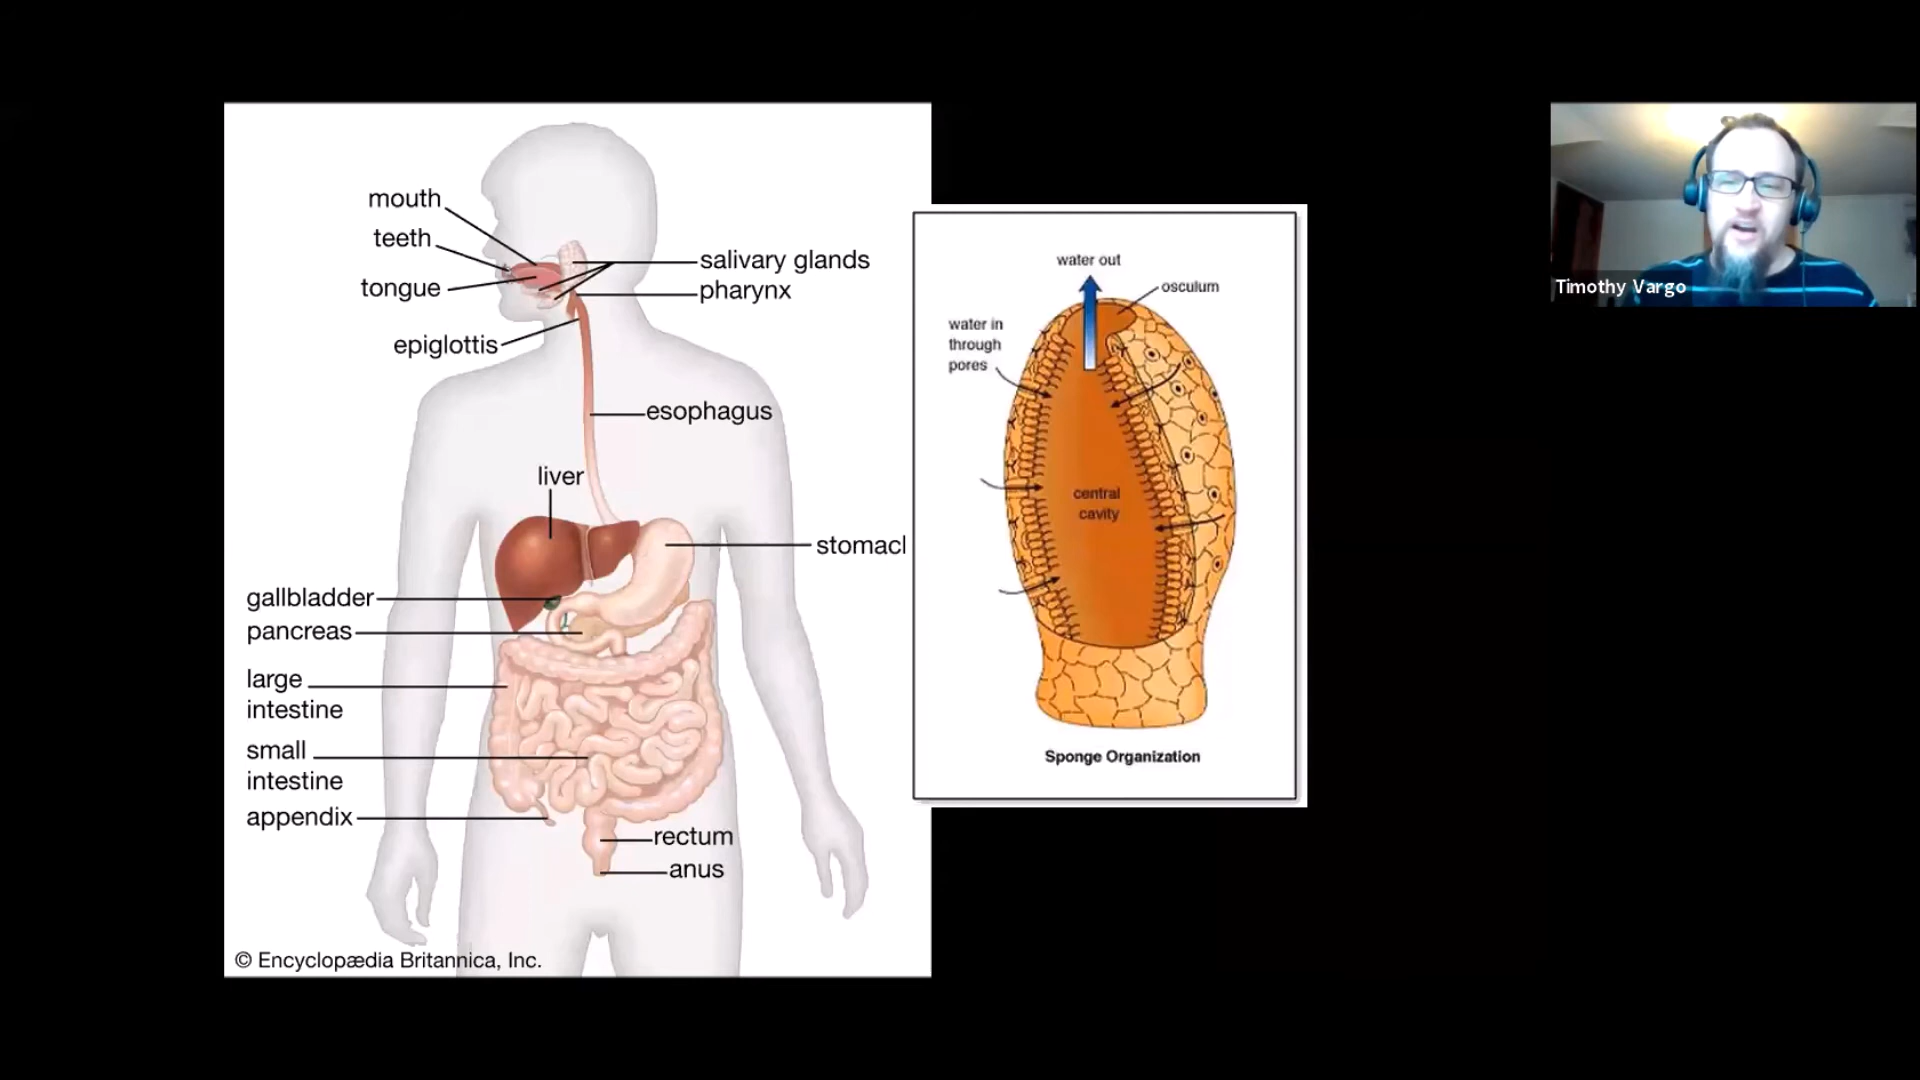 mouth
teeth
tongue
salivary glands
pharynx
epiglottis
esophagus
liver
stomacl
gallbladder
pancreas
large
intestine
small
intestine
appendix
rectum
anus
© Encyclopædia Britannica, Inc.
water out
osculum
water in
through
pores
central
cavity
Sponge Organization
Timothy Vargo